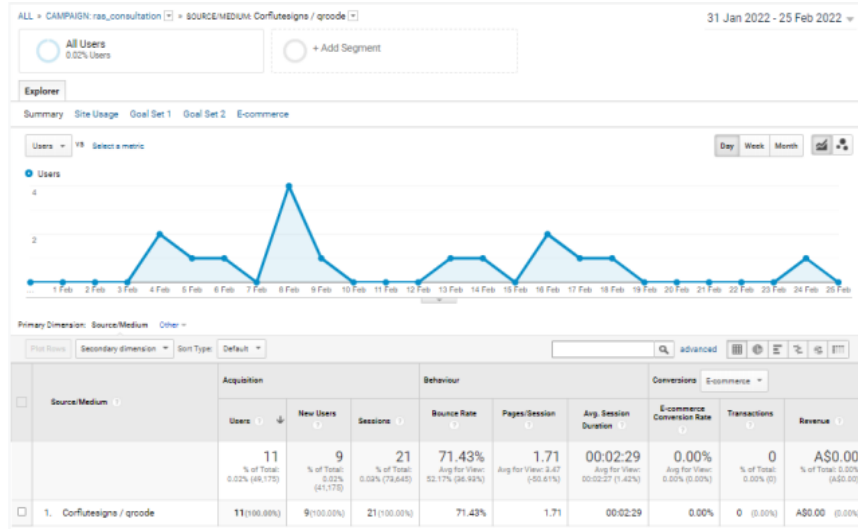 ALL » CAMPAIGN: ras_consultation » SOURCE/MEDIUM: Corflutesigns / qrcode
31 Jan 2022 - 25 Feb 2022
All Users
0.02% Users
+ Add Segment
Explorer
Summary Site Usage Goal Set 1 Goal Set 2 E-commerce
Users VS Select a metric
Day Week Month
Users
4
2
... 1 Feb 2 Feb 3 Feb 4 Feb 5 Feb 6 Feb 7 Feb 8 Feb 9 Feb 10 Feb 11 Feb 12 Feb 13 Feb 14 Feb 15 Feb 16 Feb 17 Feb 18 Feb 19 Feb 20 Feb 21 Feb 22 Feb 23 Feb 24 Feb 25 Feb
Primary Dimension: Source/Medium Other
Plot Rows Secondary dimension Sort Type: Default advanced
Source/Medium
Acquisition Behaviour Conversions E-commerce
Users New Users Sessions Bounce Rate Pages/Session Avg. Session Duration E-commerce Conversion Rate Transactions Revenue
11 9 21 71.43% 1.71 00:02:29 0.00% 0 A$0.00
% of Total: 0.02% (49,175)
% of Total: 0.02% (41,175)
% of Total: 0.03% (73,645)
Avg for View: 52.17% (36.93%)
Avg for View: 3.47 (-50.61%)
Avg for View: 00:02:27 (1.42%)
Avg for View: 0.00% (0.00%)
% of Total: 0.00% (0)
% of Total: 0.00% (A$0.00)
1. Corflutesigns / qrcode 11(100.00%) 9(100.00%) 21(100.00%) 71.43% 1.71 00:02:29 0.00% 0 (0.00%) A$0.00 (0.00%)